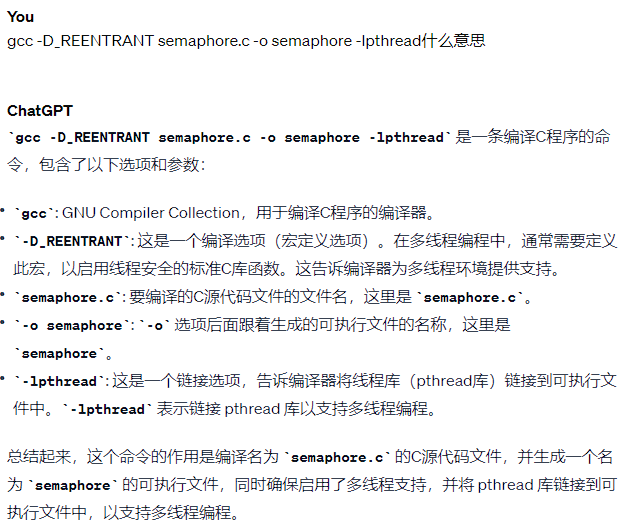 You
gcc -D_REENTRANT semaphore.c -o semaphore -lpthread什么意思
ChatGPT
`gcc -D_REENTRANT semaphore.c -o semaphore -lpthread` 是一条编译C程序的命
令，包含了以下选项和参数：
• `gcc`: GNU Compiler Collection，用于编译C程序的编译器。
• `-D_REENTRANT`: 这是一个编译选项（宏定义选项）。在多线程编程中，通常需要定义
此宏，以启用线程安全的标准C库函数。这告诉编译器为多线程环境提供支持。
• `semaphore.c`: 要编译的C源代码文件的文件名，这里是 `semaphore.c`。
• `-o semaphore`: `-o` 选项后面跟着生成的可执行文件的名称，这里是
`semaphore`。
• `-lpthread`: 这是一个链接选项，告诉编译器将线程库（pthread库）链接到可执行文
件中。`-lpthread` 表示链接 pthread 库以支持多线程编程。
总结起来，这个命令的作用是编译名为 `semaphore.c` 的C源代码文件，并生成一个名
为 `semaphore` 的可执行文件，同时确保启用了多线程支持，并将 pthread 库链接到可
执行文件中，以支持多线程编程。